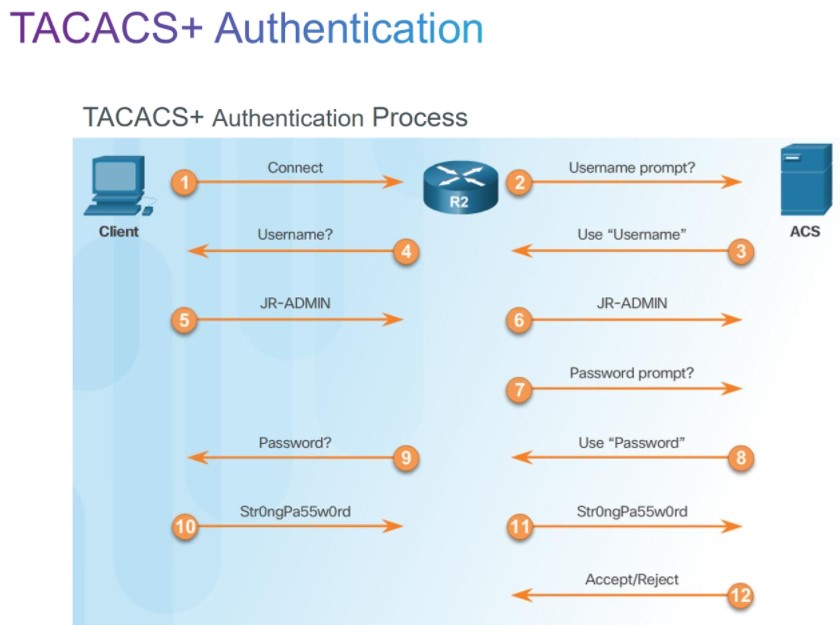 TACACS+ Authentication
TACACS+ Authentication Process
1 Connect
R2
2 Username prompt?
Client
ACS
Username? 4
Use “Username” 3
5 JR-ADMIN
6 JR-ADMIN
7 Password prompt?
Password? 9
Use “Password” 8
10 Str0ngPa55w0rd
11 Str0ngPa55w0rd
Accept/Reject 12